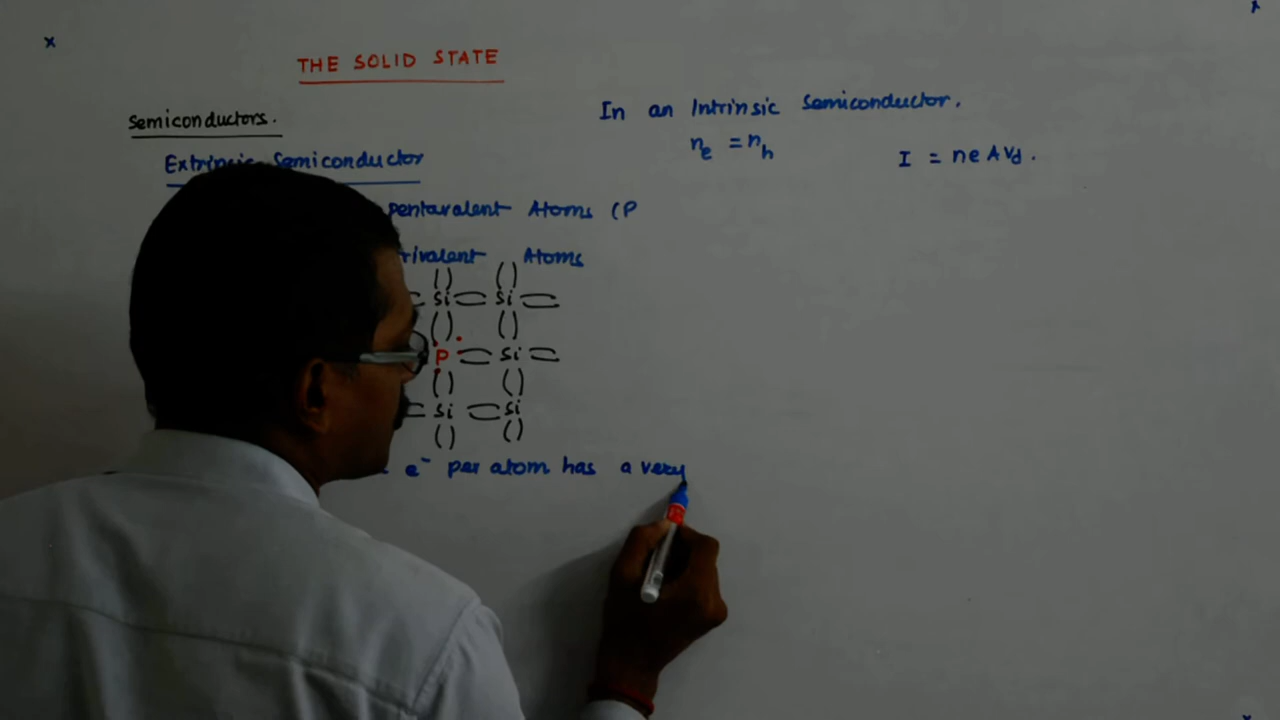 THE SOLID STATE
Semiconductors.
Extrinsic Semiconductor
pentavalent Atoms (P
rivalent Atoms
In an Intrinsic Semiconductor.
ne = nh
I = neAVd.
() ()
Si Si
() ()
P Si
() ()
Si Si
() ()
e⁻ per atom has a very